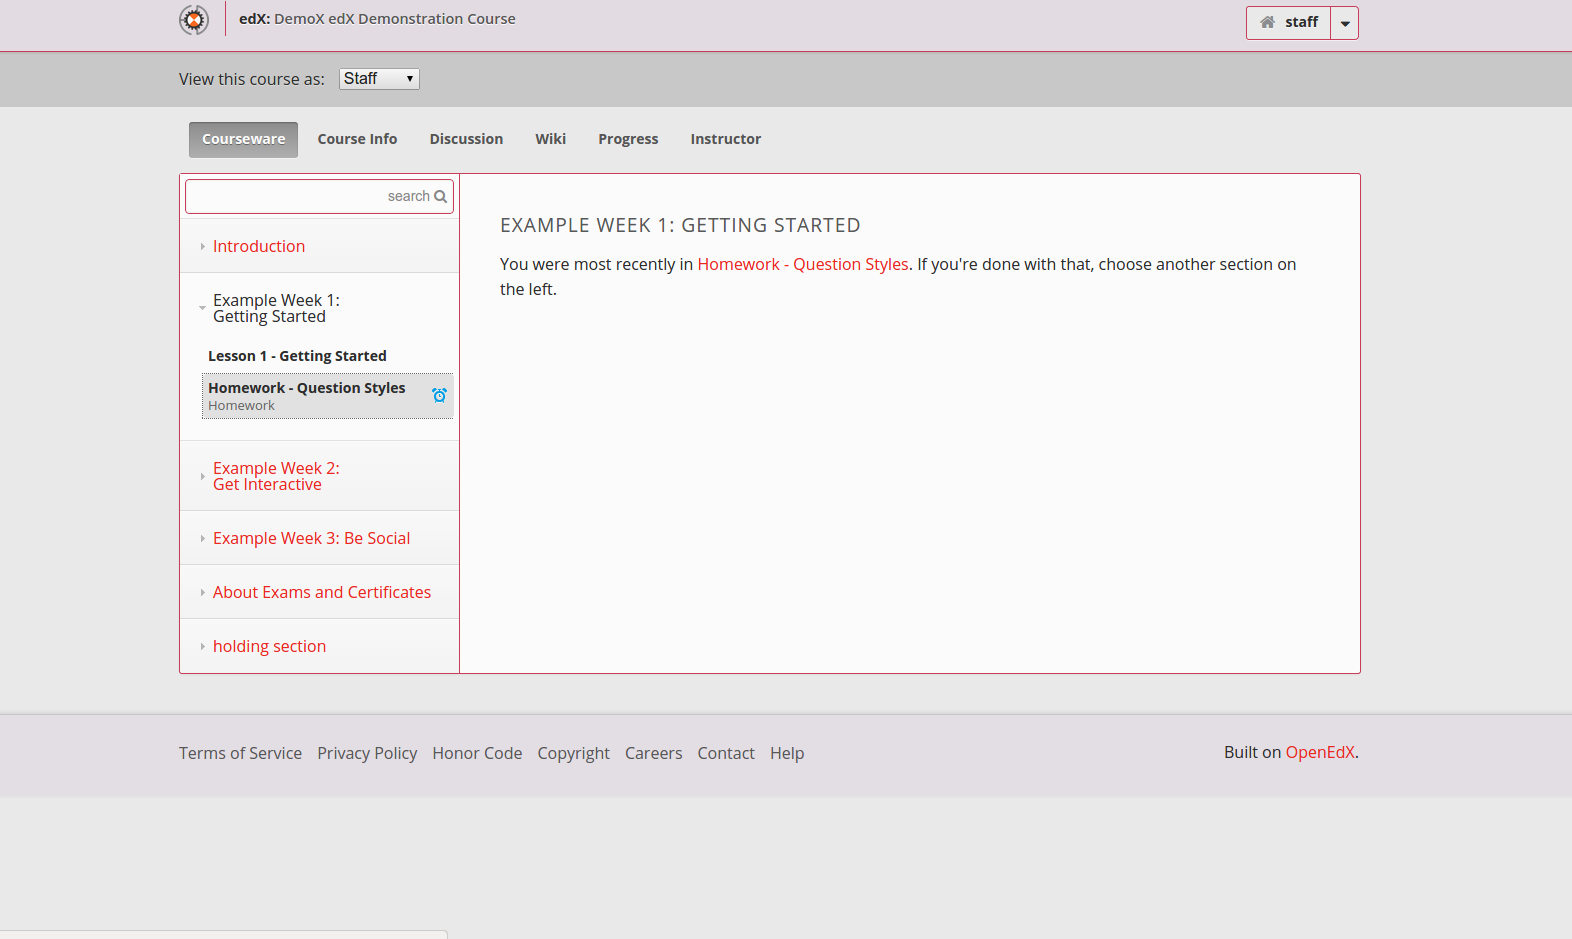 edX: DemoX edX Demonstration Course
staff
View this course as: Staff
Courseware Course Info Discussion Wiki Progress Instructor
search
Introduction
Example Week 1:
Getting Started
Lesson 1 - Getting Started
Homework - Question Styles
Homework
Example Week 2:
Get Interactive
Example Week 3: Be Social
About Exams and Certificates
holding section
EXAMPLE WEEK 1: GETTING STARTED
You were most recently in Homework - Question Styles. If you're done with that, choose another section on
the left.
Terms of Service Privacy Policy Honor Code Copyright Careers Contact Help
Built on OpenEdX.